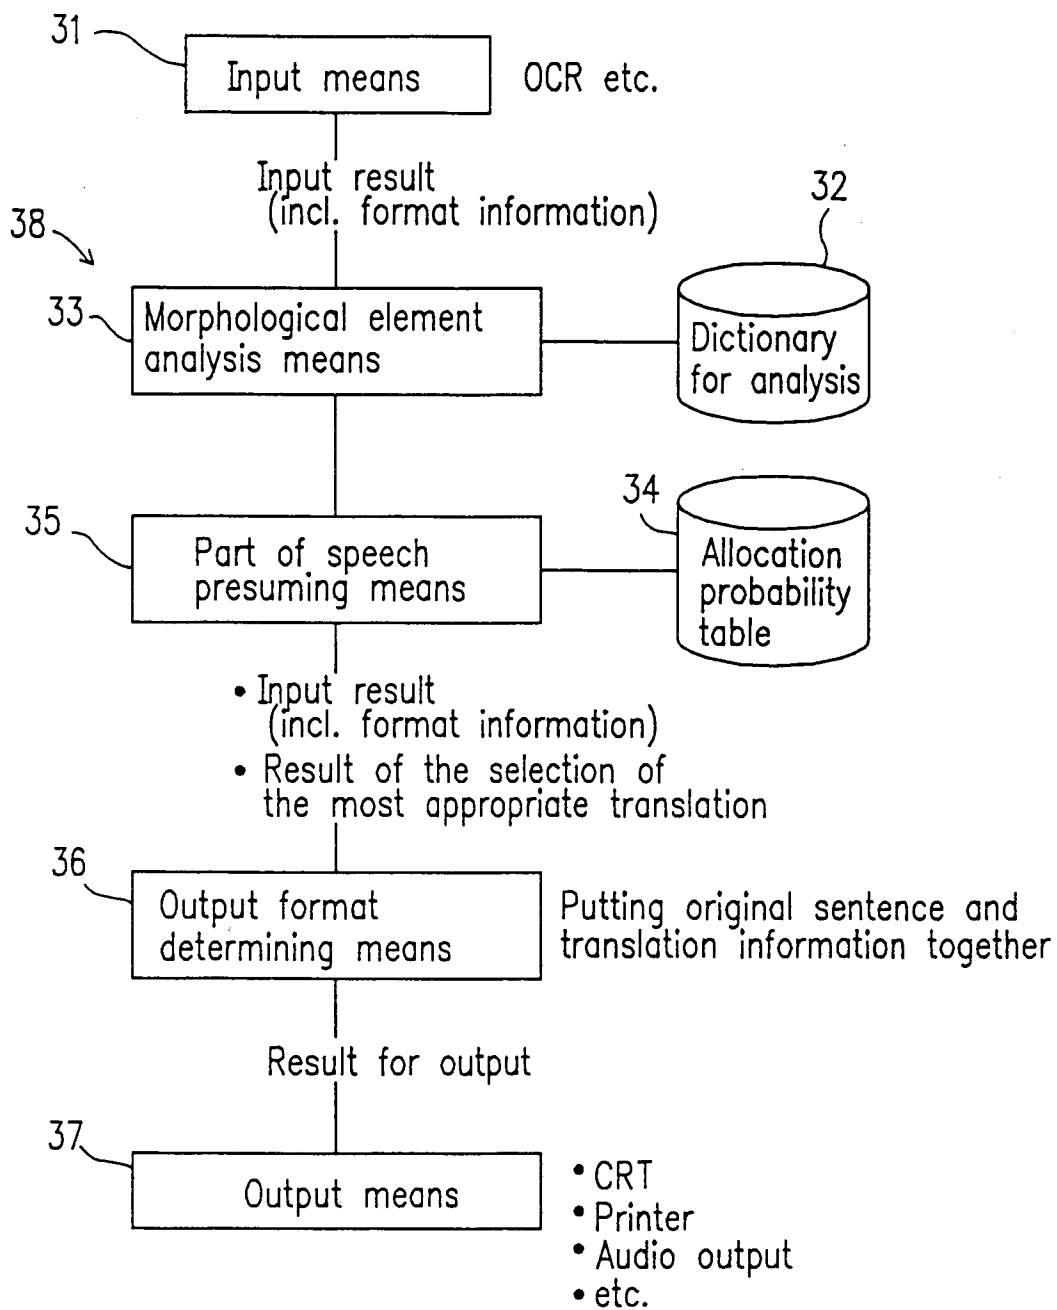 31
Input means
OCR etc.
Input result
(incl. format information)
32
38
33
Morphological element
analysis means
Dictionary
for analysis
34
35
Part of speech
presuming means
Allocation
probability
table
• Input result
(incl. format information)
• Result of the selection of
the most appropriate translation
36
Output format
determining means
Putting original sentence and
translation information together
Result for output
37
Output means
• CRT
• Printer
• Audio output
• etc.